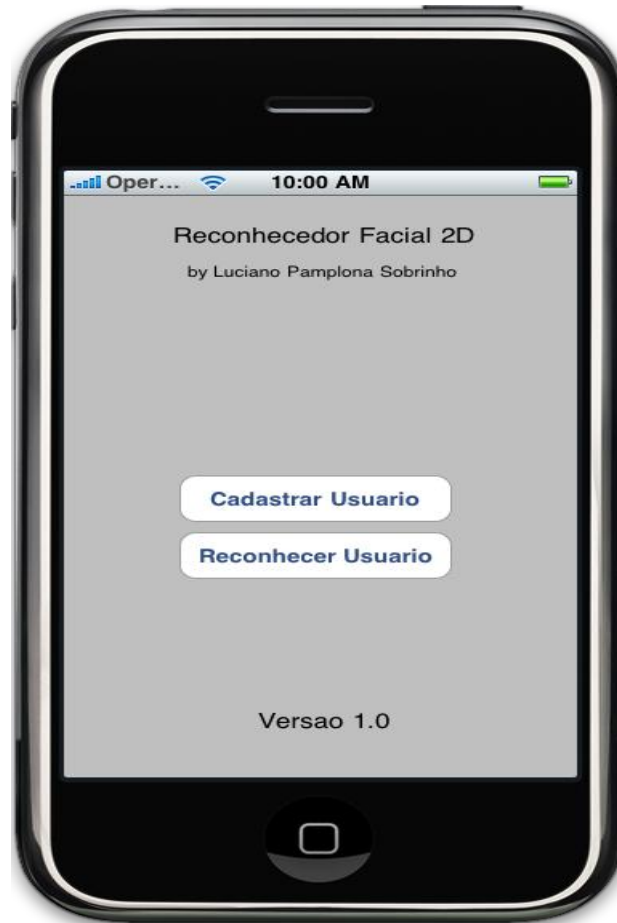 Oper... 10:00 AM
Reconhecedor Facial 2D
by Luciano Pamplona Sobrinho
Cadastrar Usuario
Reconhecer Usuario
Versao 1.0